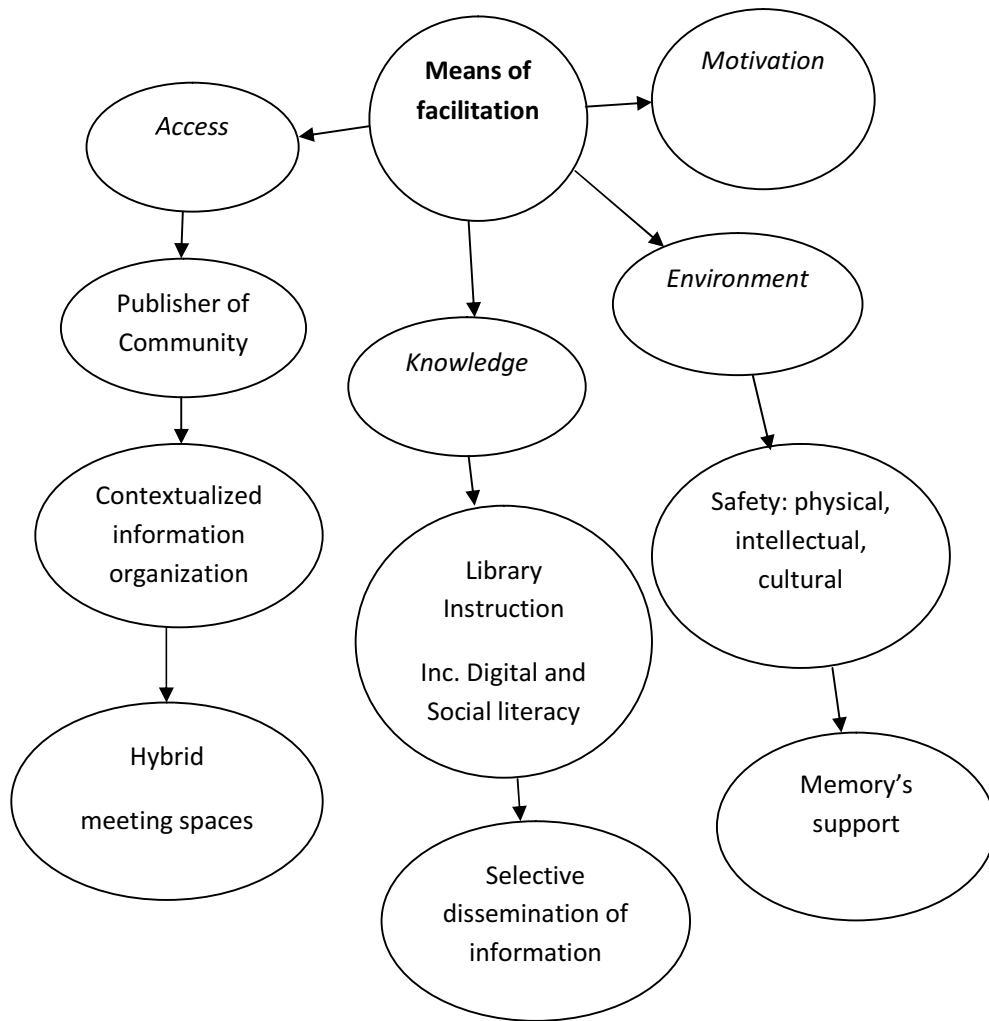 Means of
facilitation
Motivation
Access
Environment
Publisher of
Community
Knowledge
Contextualized
information
organization
Safety: physical,
intellectual,
cultural
Library
Instruction
Inc. Digital and
Social literacy
Hybrid
meeting spaces
Memory’s
support
Selective
dissemination of
information